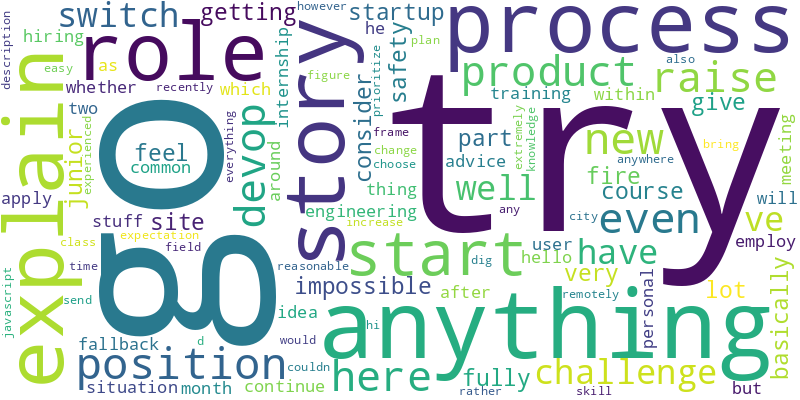 description
switch
getting
however
startup
process
hiring
role
as
he
plan
also
easy
whether
recently
which
internship
story
figure
prioritize
safety
product
raise
training
within
give
meeting
explain
go
two
experienced
junior
feel
common
everything
devop
around
consider
frame
change
choose
part
advice
try
extremely
knowledge
new
anywhere
bring
fire
apply
stuff
site
thing
engineering
well
course
will
class
expectation
field
increase
any
city
user
even
ve
employ
time
position
reasonable
impossible
start
hello
dig
very
have
lot
personal
basically
javascript
send
idea
after
hi
remotely
d
would
anything
fallback
situation
month
continue
couldn
here
rather
fully
challenge
skill
but